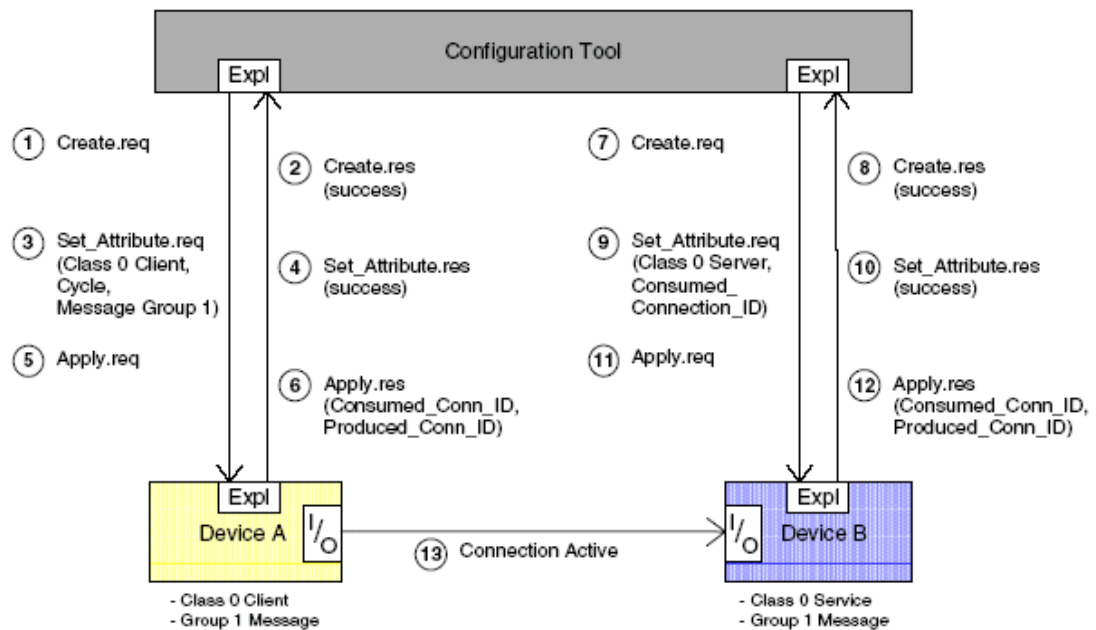 Configuration Tool
Expl
Expl
1 Create.req
2 Create.res
(success)
3 Set_Attribute.req
(Class 0 Client,
Cycle,
Message Group 1)
4 Set_Attribute.res
(success)
5 Apply.req
6 Apply.res
(Consumed_Conn_ID,
Produced_Conn_ID)
7 Create.req
8 Create.res
(success)
9 Set_Attribute.req
(Class 0 Server,
Consumed_
Connection_ID)
10 Set_Attribute.res
(success)
11 Apply.req
12 Apply.res
(Consumed_Conn_ID,
Produced_Conn_ID)
Expl
Device A
I/O
13 Connection Active
Expl
I/O
Device B
- Class 0 Client
- Group 1 Message
- Class 0 Service
- Group 1 Message